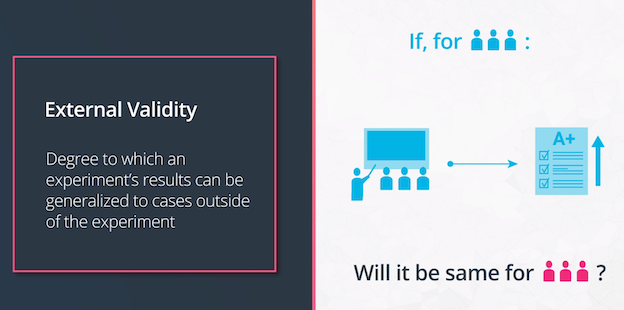 External Validity
Degree to which an
experiment's results can be
generalized to cases outside
of the experiment
If, for :
A+
Will it be same for ?